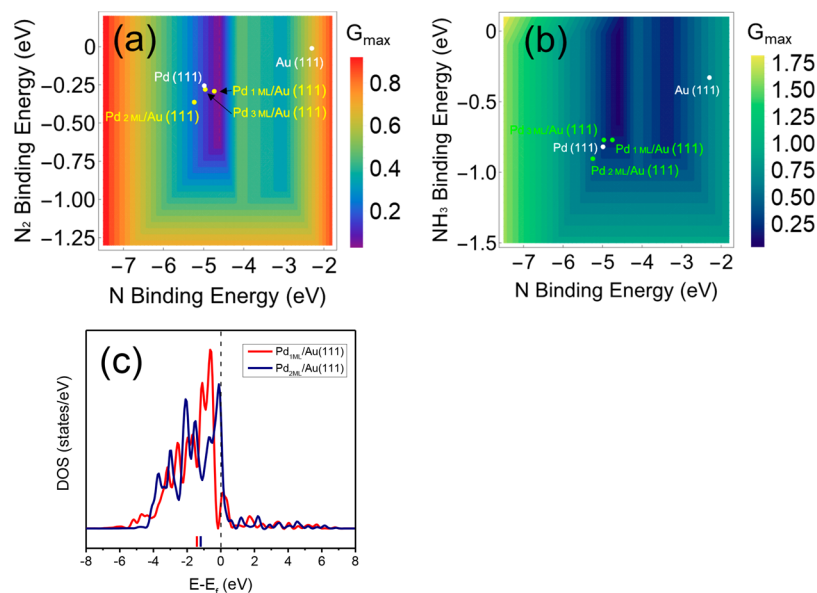 (a)
G max
0
−0.25
−0.50
−0.75
−1.00
−1.25
N₂ Binding Energy (eV)
Pd (111)
Au (111)
Pd 1 ML/Au (111)
Pd 2 ML/Au (111)
Pd 3 ML/Au (111)
0.8
0.6
0.4
0.2
−7 −6 −5 −4 −3 −2
N Binding Energy (eV)
(b)
G max
0
−0.5
−1.0
−1.5
NH₃ Binding Energy (eV)
Au (111)
Pd 3 ML/Au (111)
Pd (111)
Pd 1 ML/Au (111)
Pd 2 ML/Au (111)
1.75
1.50
1.25
1.00
0.75
0.50
0.25
−7 −6 −5 −4 −3 −2
N Binding Energy (eV)
(c)
Pd1ML/Au(111)
Pd2ML/Au(111)
DOS (states/eV)
-8 -6 -4 -2 0 2 4 6 8
E-Ef (eV)